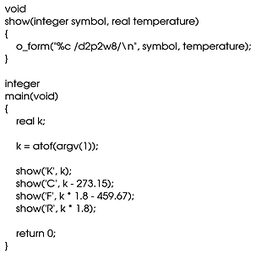 void
show(integer symbol, real temperature)
{
o_form("%c /d2p2w8/\n", symbol, temperature);
}
integer
main(void)
{
real k;
k = atof(argv(1));
show('K', k);
show('C', k - 273.15);
show('F', k * 1.8 - 459.67);
show('R', k * 1.8);
return 0;
}